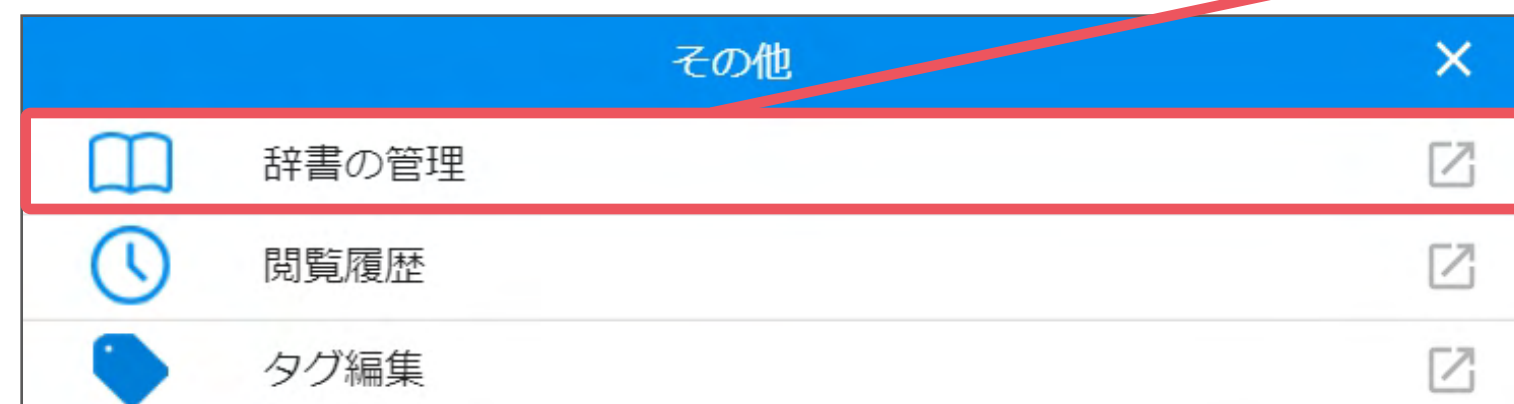 その他
辞書の管理
閲覧履歴
タグ編集